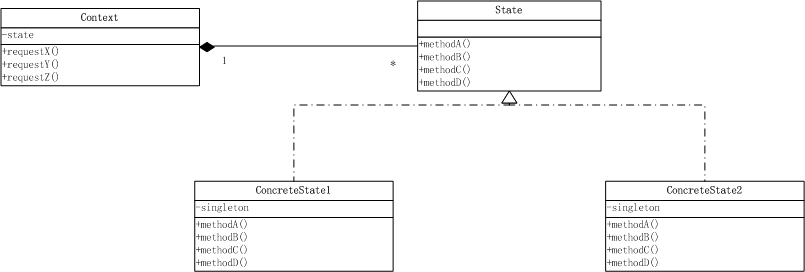 Context
-state
+requestX()
+requestY()
+requestZ()
1
*
State
+methodA()
+methodB()
+methodC()
+methodD()
ConcreteState1
-singleton
+methodA()
+methodB()
+methodC()
+methodD()
ConcreteState2
-singleton
+methodA()
+methodB()
+methodC()
+methodD()